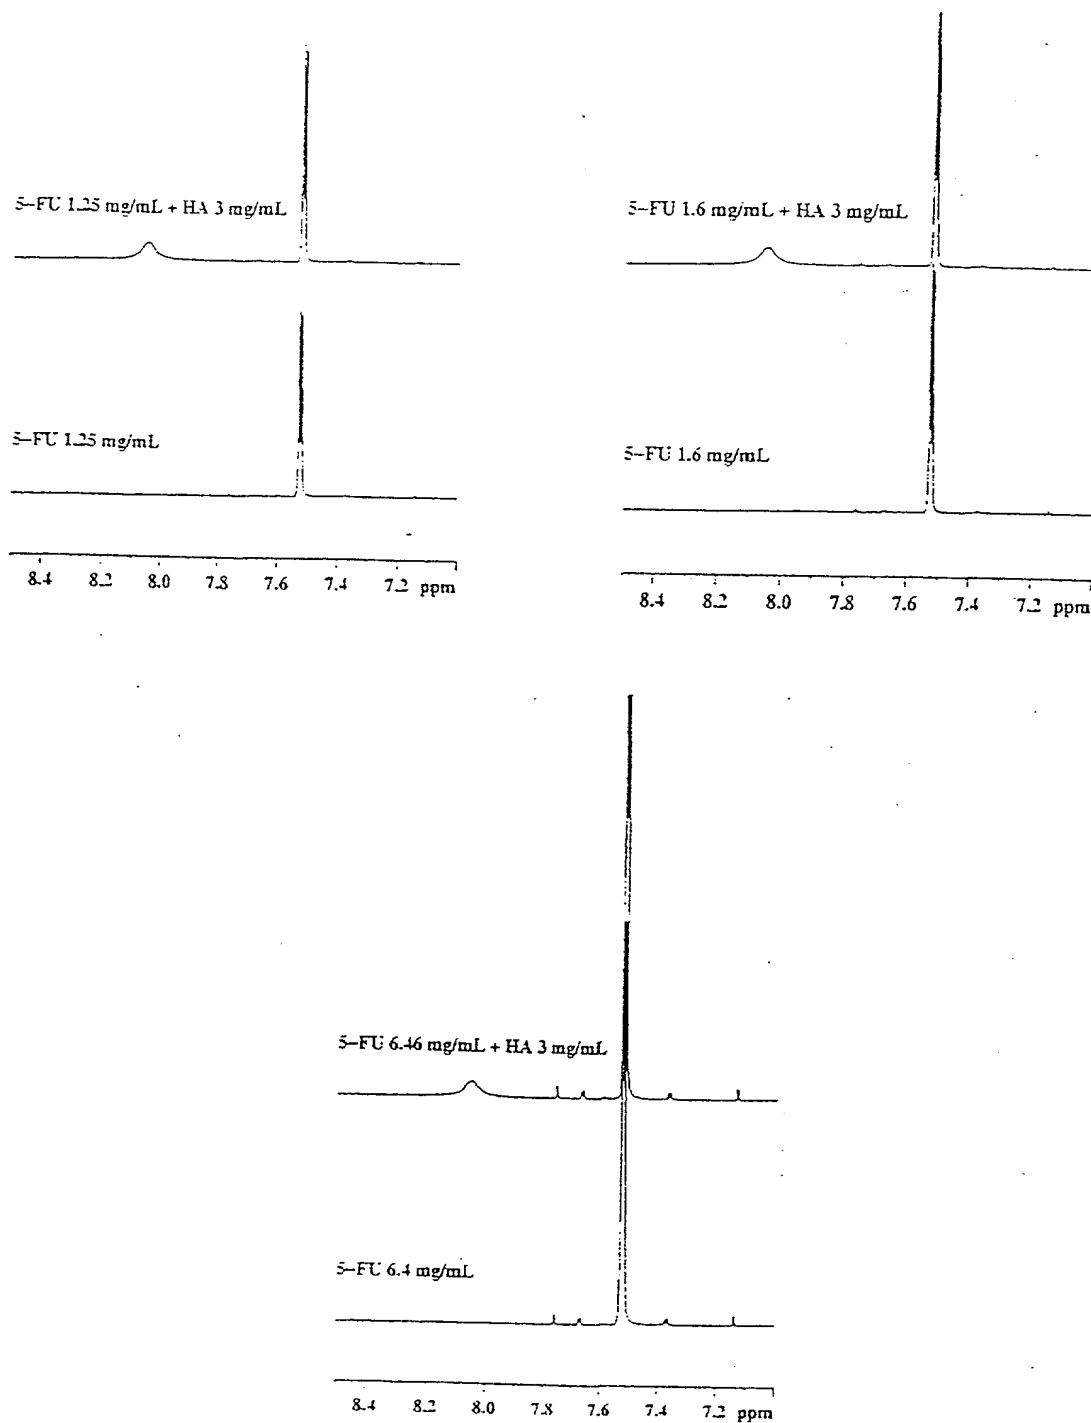 5-FU 1.25 mg/mL + HA 3 mg/mL
5-FU 1.25 mg/mL
8.4 8.2 8.0 7.8 7.6 7.4 7.2 ppm
5-FU 1.6 mg/mL + HA 3 mg/mL
5-FU 1.6 mg/mL
8.4 8.2 8.0 7.8 7.6 7.4 7.2 ppm
5-FU 6.46 mg/mL + HA 3 mg/mL
5-FU 6.4 mg/mL
8.4 8.2 8.0 7.8 7.6 7.4 7.2 ppm